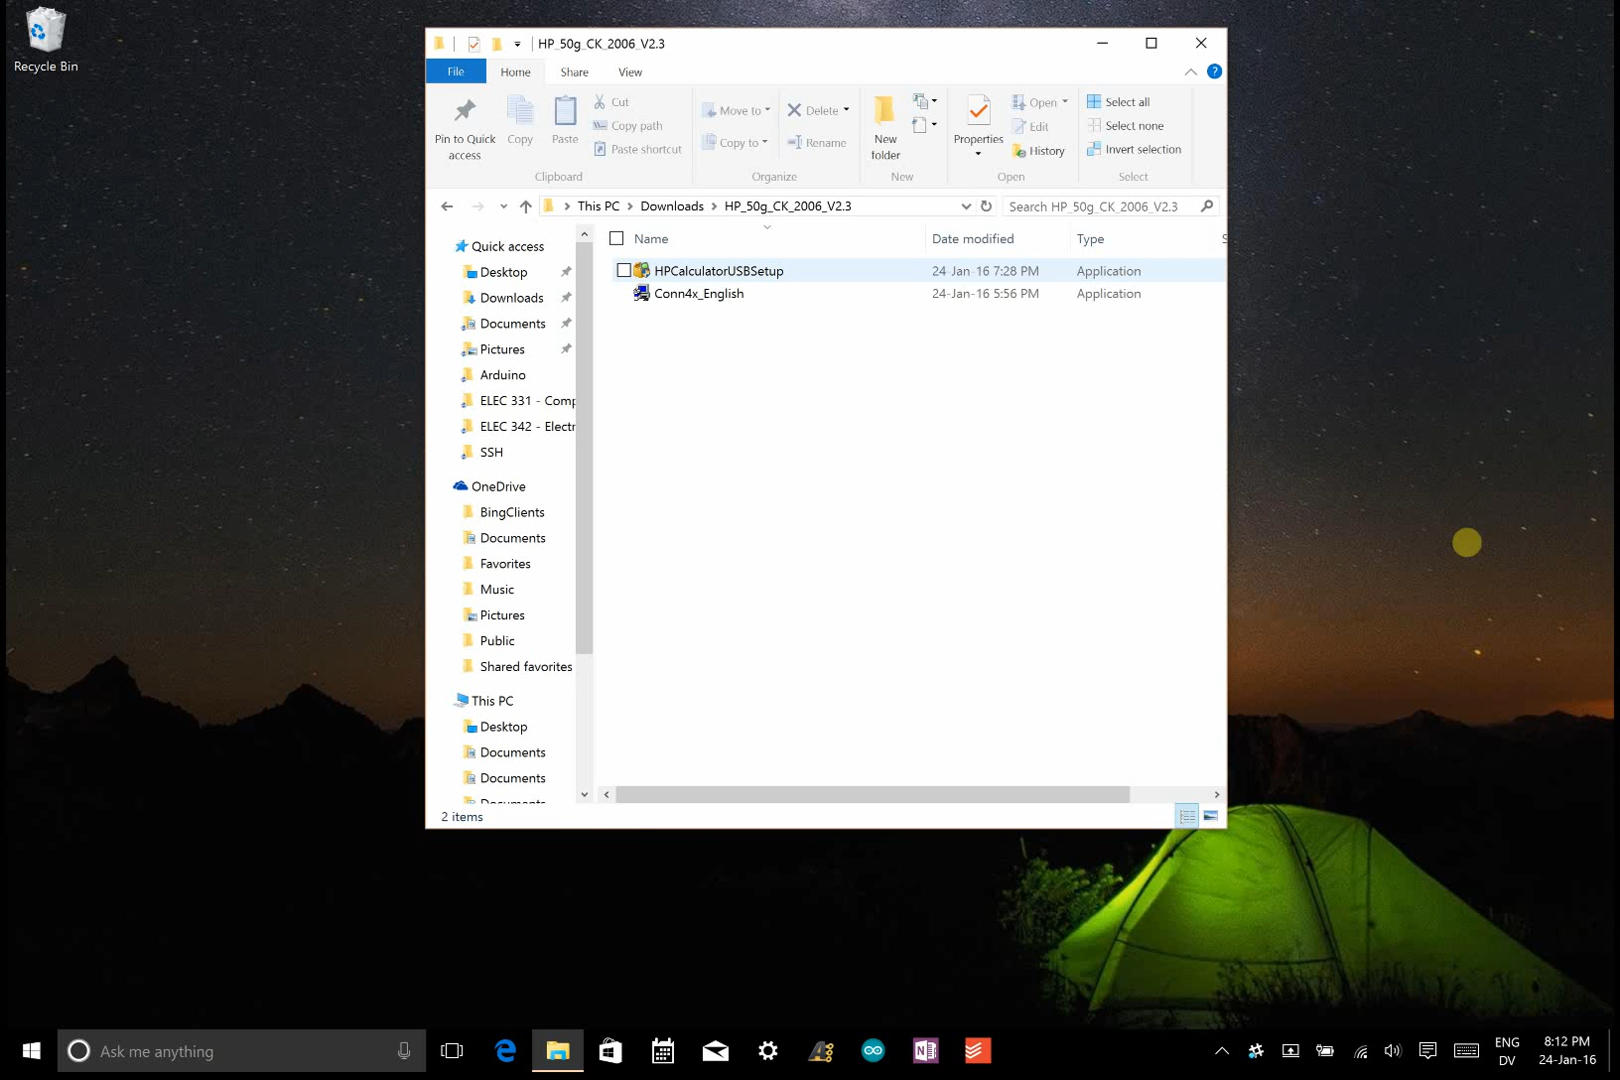 Recycle Bin
HP_50g_CK_2006_V2.3
File Home Share View
Pin to Quick access
Copy
Paste
Cut
Copy path
Paste shortcut
Clipboard
Move to
Copy to
Delete
Rename
Organize
New folder
New
Properties
Open
Edit
History
Open
Select all
Select none
Invert selection
Select
This PC Downloads HP_50g_CK_2006_V2.3
Search HP_50g_CK_2006_V2.3
Name Date modified Type S
HPCalculatorUSBSetup 24-Jan-16 7:28 PM Application
Conn4x_English 24-Jan-16 5:56 PM Application
Quick access
Desktop
Downloads
Documents
Pictures
Arduino
ELEC 331 - Comp
ELEC 342 - Electr
SSH
OneDrive
BingClients
Documents
Favorites
Music
Pictures
Public
Shared favorites
This PC
Desktop
Documents
Documents
Documents
2 items
Ask me anything
ENG
DV
8:12 PM
24-Jan-16